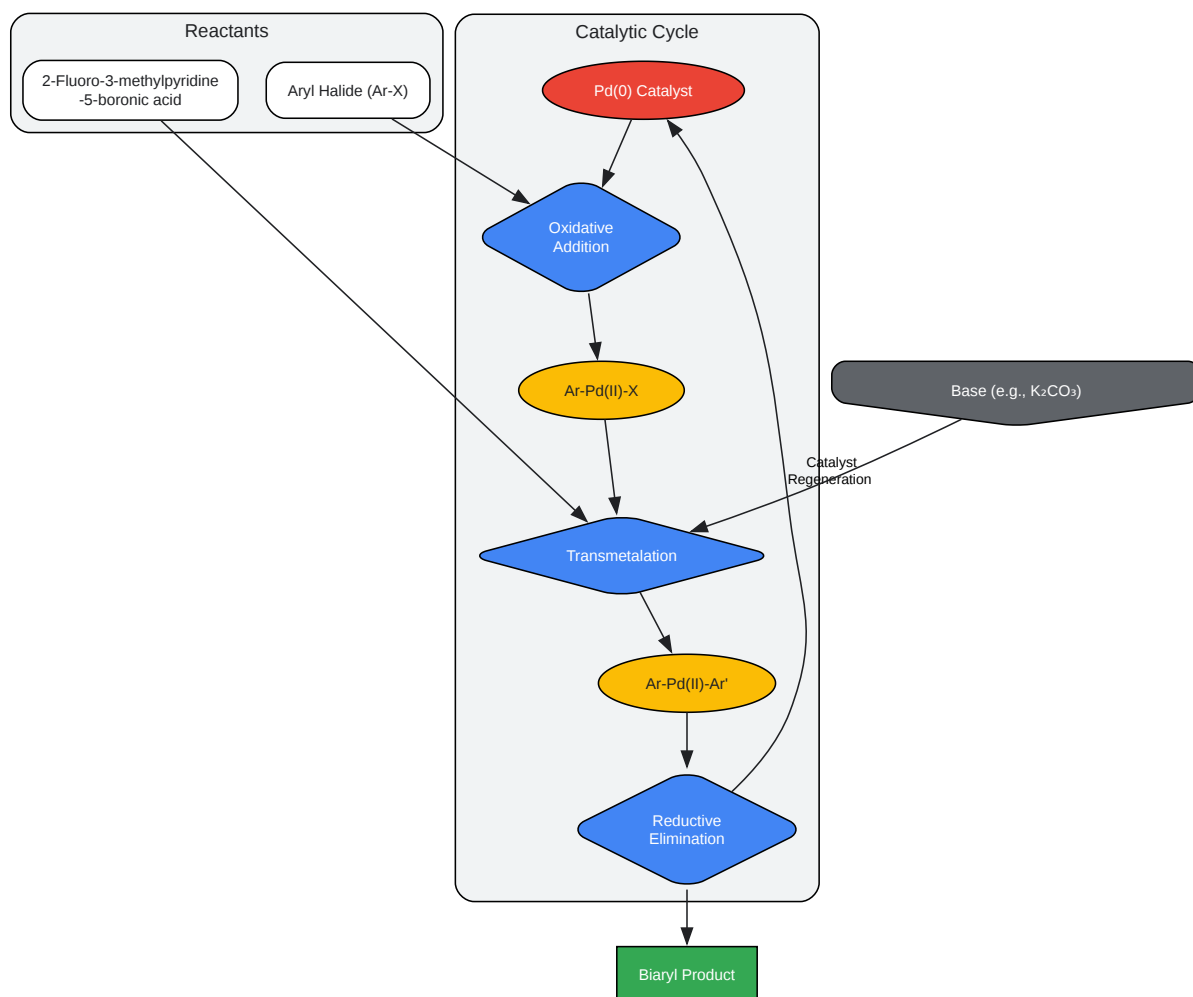 Reactants
2-Fluoro-3-methylpyridine
-5-boronic acid
Aryl Halide (Ar-X)
Catalytic Cycle
Pd(0) Catalyst
Oxidative
Addition
Ar-Pd(II)-X
Base (e.g., K₂CO₃)
Catalyst
Regeneration
Transmetalation
Ar-Pd(II)-Ar'
Reductive
Elimination
Biaryl Product